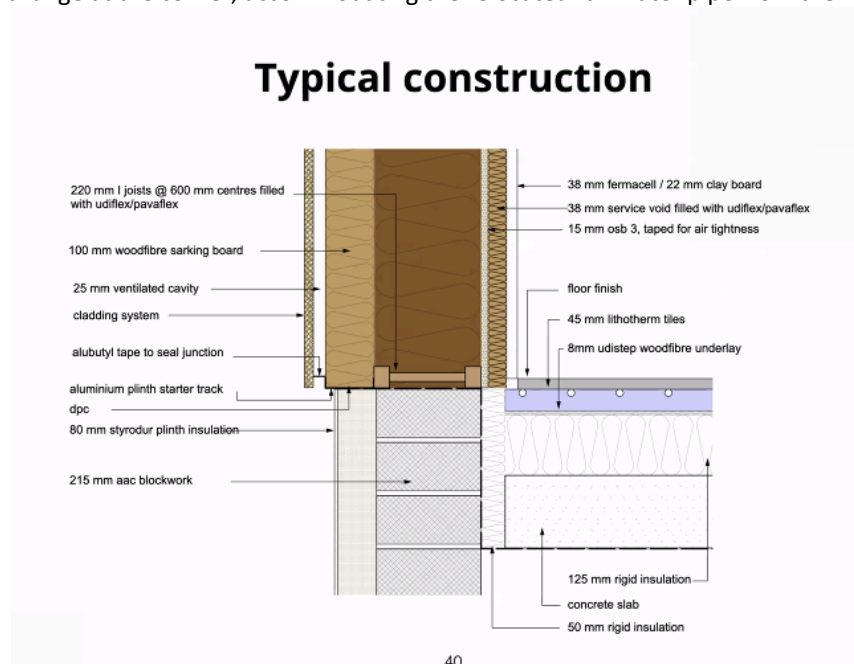 Typical construction
220 mm I joists @ 600 mm centres filled
with udiflex/pavaflex
100 mm woodfibre sarking board
25 mm ventilated cavity
cladding system
alubutyl tape to seal junction
aluminium plinth starter track
dpc
80 mm styrodur plinth insulation
215 mm aac blockwork
38 mm fermacell / 22 mm clay board
38 mm service void filled with udiflex/pavaflex
15 mm osb 3, taped for air tightness
floor finish
45 mm lithotherm tiles
8mm udistep woodfibre underlay
125 mm rigid insulation
concrete slab
50 mm rigid insulation
40